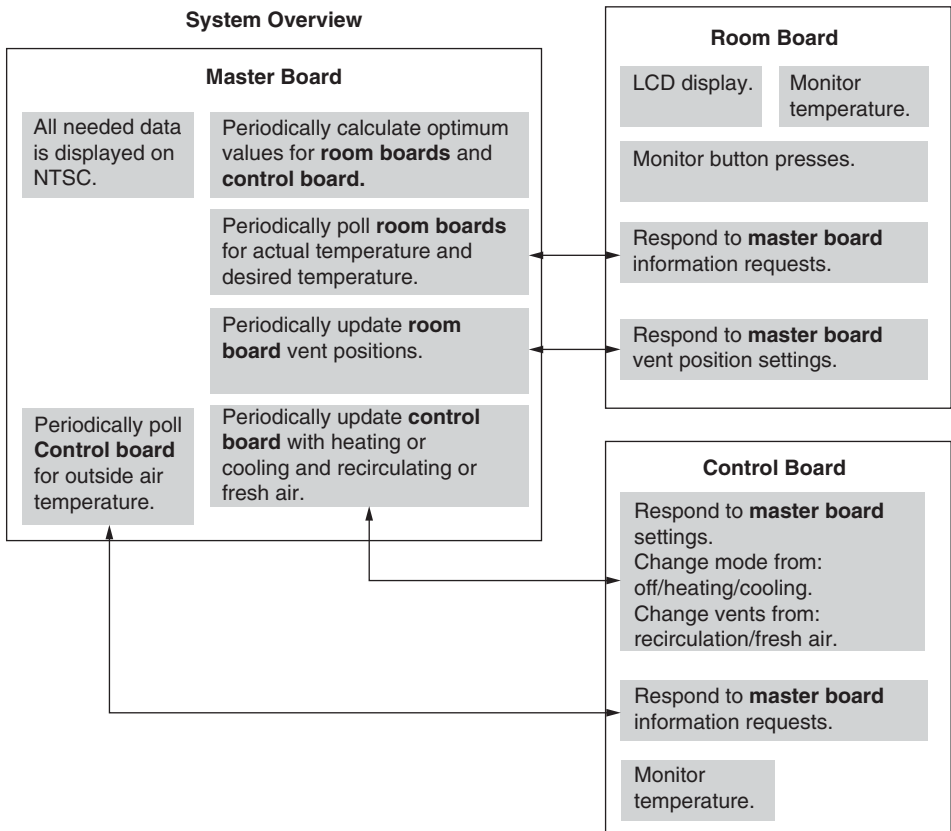 System Overview
Master Board
All needed data
is displayed on
NTSC.
Periodically calculate optimum
values for room boards and
control board.
Periodically poll room boards
for actual temperature and
desired temperature.
Periodically update room
board vent positions.
Periodically poll
Control board
for outside air
temperature.
Periodically update control
board with heating or
cooling and recirculating or
fresh air.
Room Board
LCD display.
Monitor
temperature.
Monitor button presses.
Respond to master board
information requests.
Respond to master board
vent position settings.
Control Board
Respond to master board
settings.
Change mode from:
off/heating/cooling.
Change vents from:
recirculation/fresh air.
Respond to master board
information requests.
Monitor
temperature.